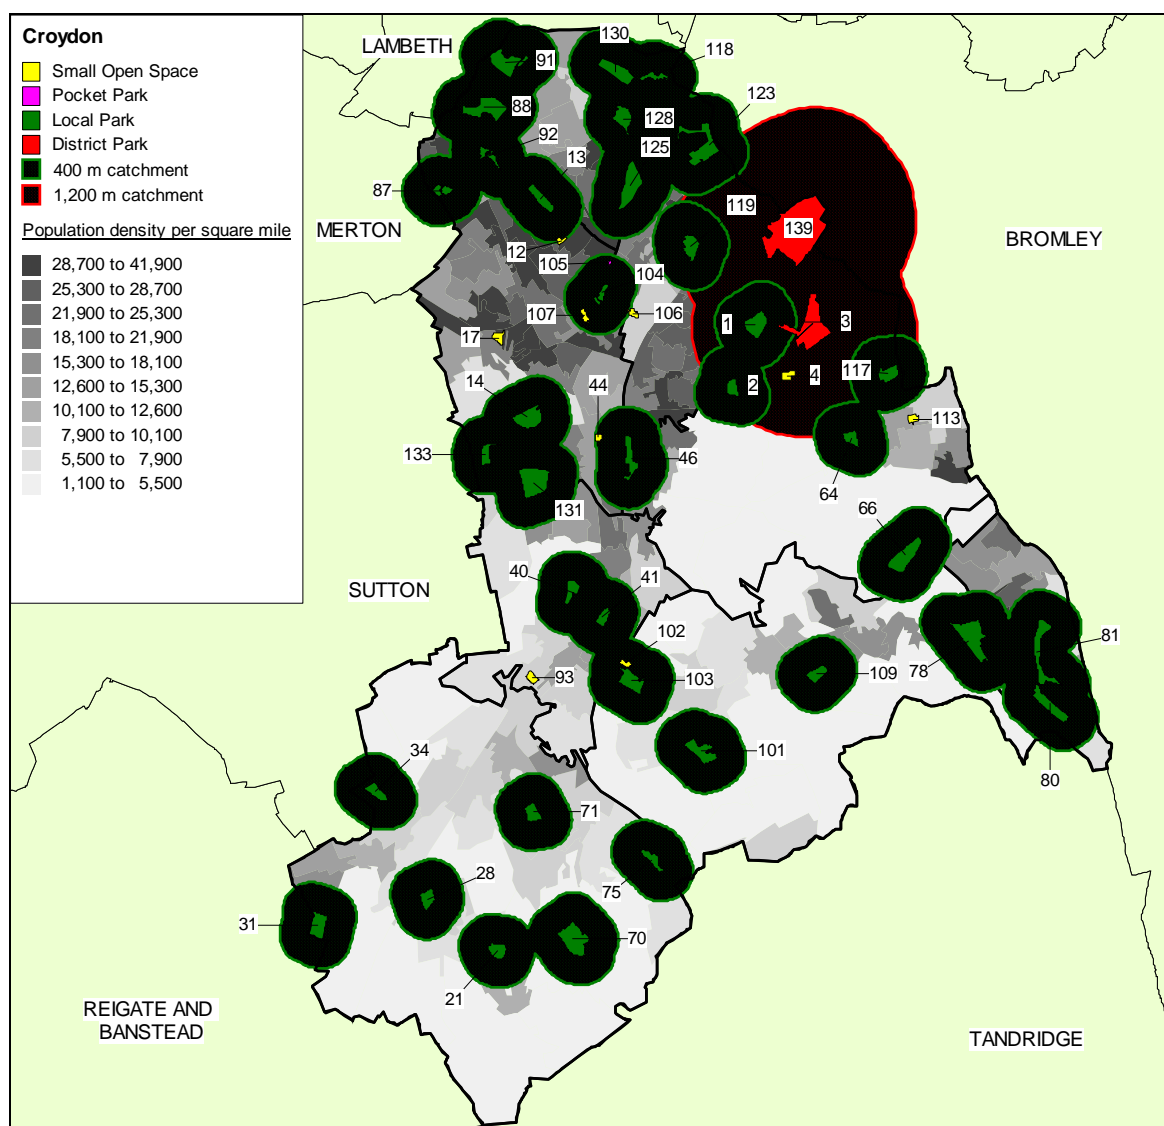 Croydon
Small Open Space
Pocket Park
Local Park
District Park
400 m catchment
1,200 m catchment
Population density per square mile
28,700 to 41,900
25,300 to 28,700
21,900 to 25,300
18,100 to 21,900
15,300 to 18,100
12,600 to 15,300
10,100 to 12,600
7,900 to 10,100
5,500 to 7,900
1,100 to 5,500
LAMBETH
130
118
91
123
88
128
92
125
13
87
119
MERTON
139
BROMLEY
12
105
104
107
106
1
3
17
14
44
2
4
117
113
133
46
64
131
66
40
41
SUTTON
102
81
93
103
109
78
101
34
80
71
28
75
31
70
21
REIGATE AND
BANSTEAD
TANDRIDGE